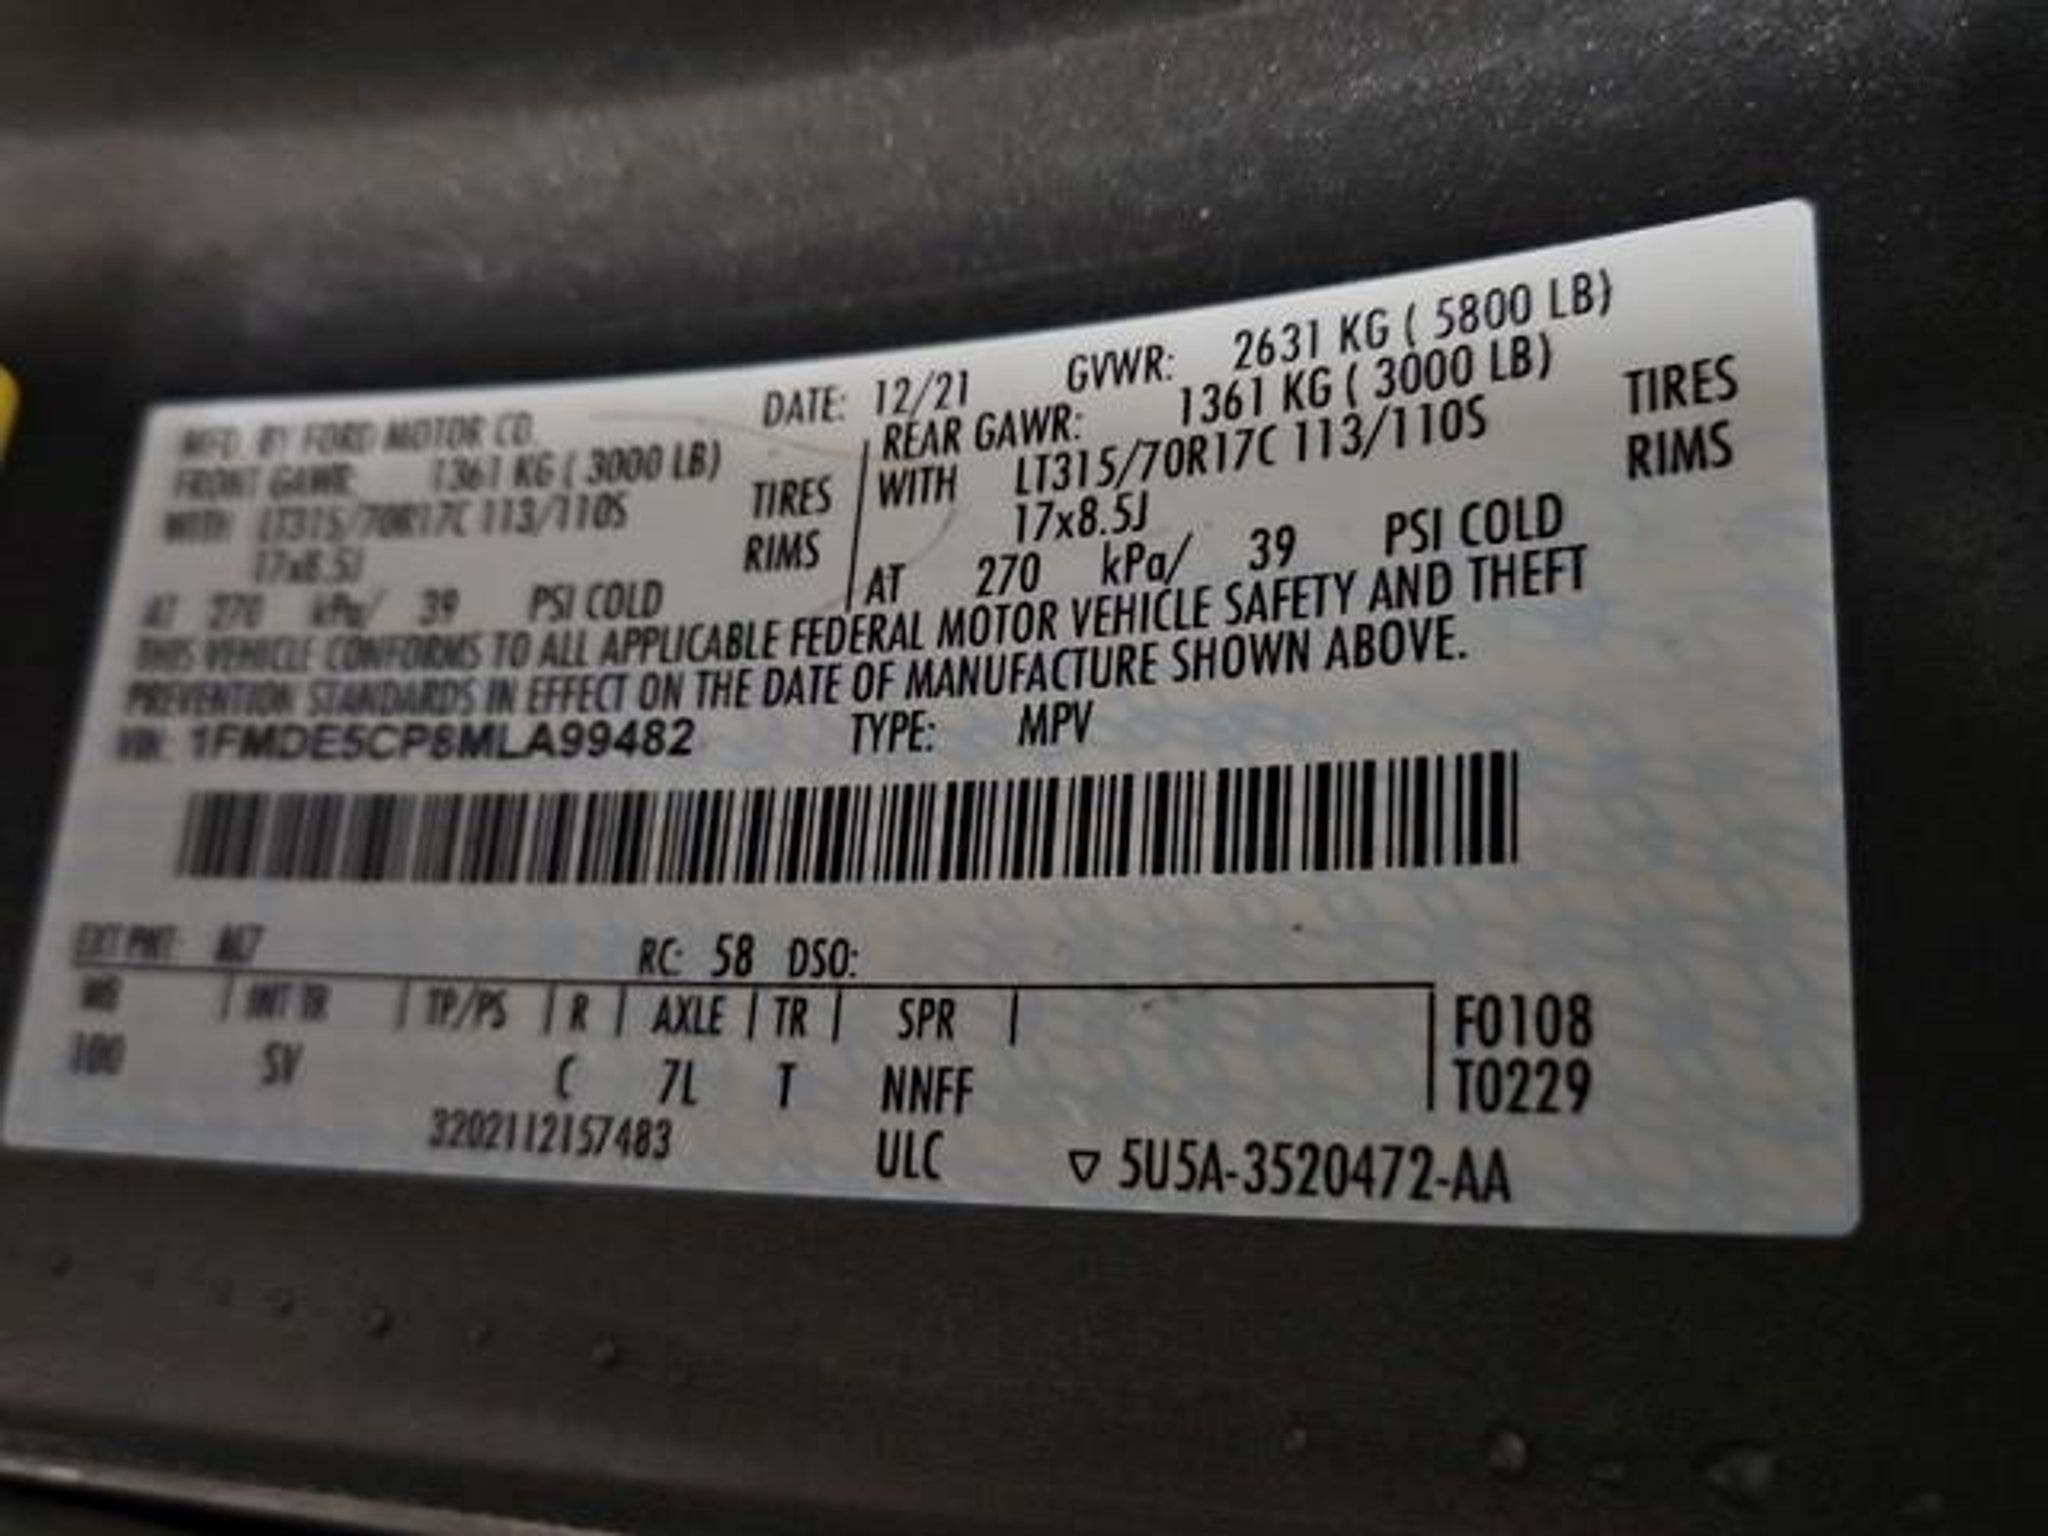 MFD. BY FORD MOTOR CO. DATE: 12/21 GVWR: 2631 KG ( 5800 LB)
FRONT GAWR: 1361 KG ( 3000 LB) REAR GAWR: 1361 KG ( 3000 LB)
WITH LT315/70R17C 113/110S TIRES WITH LT315/70R17C 113/110S TIRES
17x8.5J RIMS 17x8.5J RIMS
AT 270 kPa/ 39 PSI COLD AT 270 kPa/ 39 PSI COLD
THIS VEHICLE CONFORMS TO ALL APPLICABLE FEDERAL MOTOR VEHICLE SAFETY AND THEFT
PREVENTION STANDARDS IN EFFECT ON THE DATE OF MANUFACTURE SHOWN ABOVE.
VIN: 1FMDE5CP8MLA99482 TYPE: MPV
EXT PNT: RC: 58 DSO:
WB INT TR TP/PS R AXLE TR SPR F0108
100 SV C 7L T NNFF T0229
3202112157483 ULC ▽ 5U5A-3520472-AA